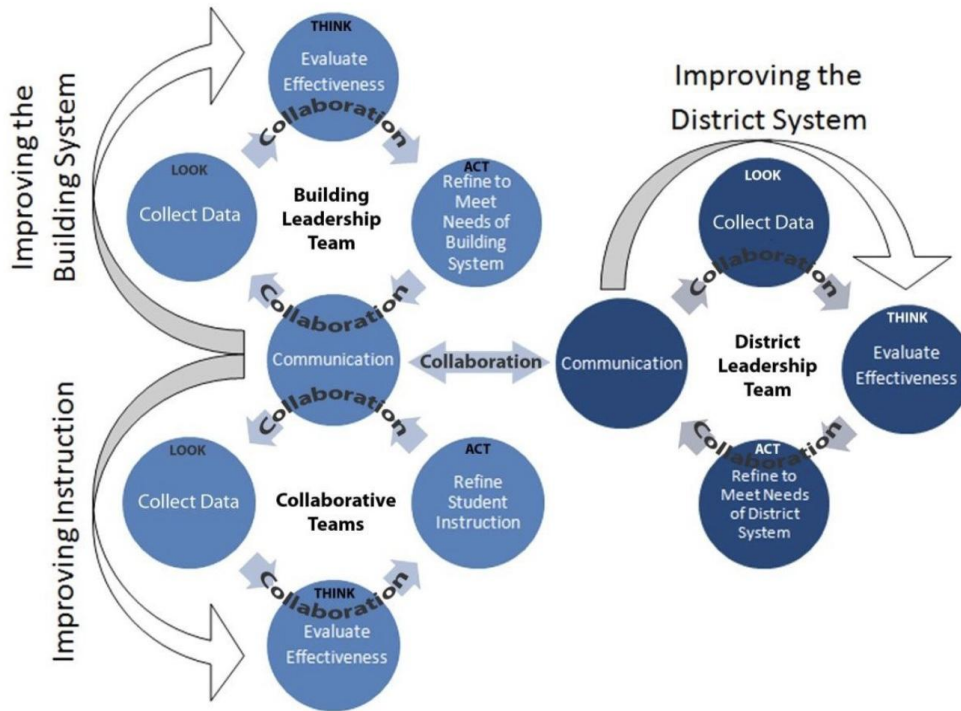 Improving the
Building System
THINK
Evaluate
Effectiveness
Collaboration
LOOK
Collect Data
Building
Leadership
Team
ACT
Refine to
Meet
Needs of
Building
System
Collaboration
Communication
Collaboration
Improving Instruction
LOOK
Collect Data
Collaborative
Teams
ACT
Refine
Student
Instruction
Collaboration
THINK
Evaluate
Effectiveness
Collaboration
Improving the
District System
LOOK
Collect Data
Collaboration
Communication
District
Leadership
Team
THINK
Evaluate
Effectiveness
Collaboration
ACT
Refine to
Meet Needs
of District
System